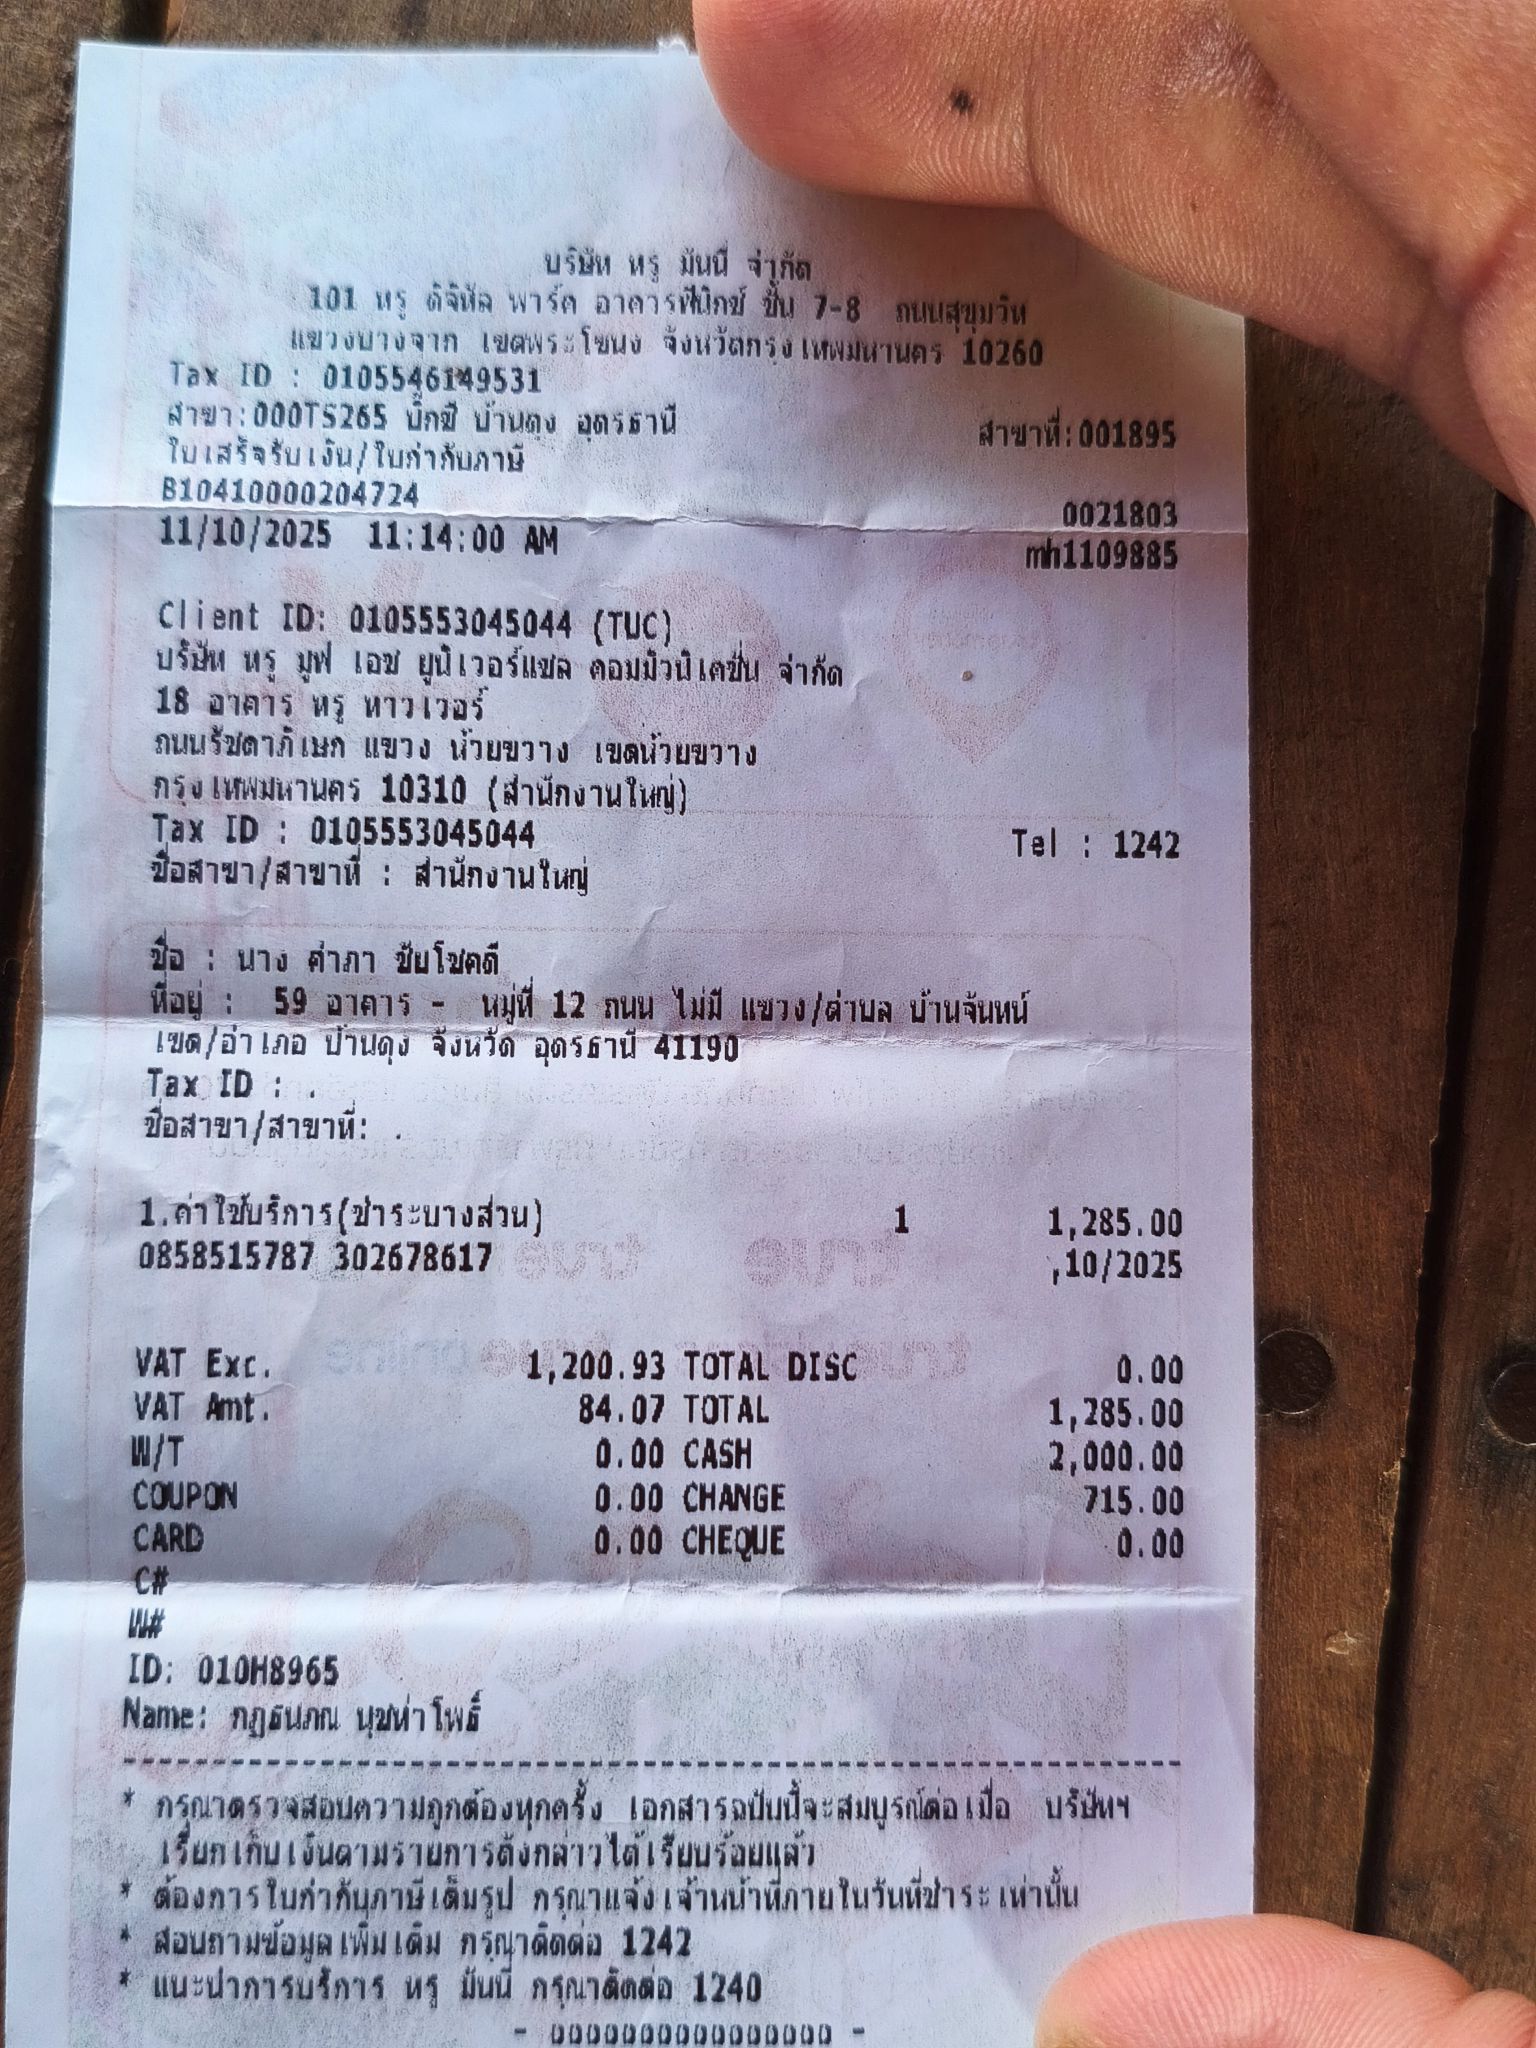 บริษัท ทรู มันนี่ จำกัด
101 ทรู ดิจิทัล พาร์ค อาคารฟีนิกซ์ ชั้น 7-8 ถนนสุขุมวิท
แขวงบางจาก เขตพระโขนง จังหวัดกรุงเทพมหานคร 10260
Tax ID : 0105546149531
สาขา:000TS265 บิ๊กซี บ้านดุง อุดรธานี สาขาที่:001895
ใบเสร็จรับเงิน/ใบกำกับภาษี
B10410000204724 0021803
11/10/2025 11:14:00 AM mh1109885
Client ID: 0105553045044 (TUC)
บริษัท ทรู มูฟ เอช ยูนิเวอร์แซล คอมมิวนิเคชั่น จำกัด
18 อาคาร ทรู ทาวเวอร์
ถนนรัชดาภิเษก แขวง ห้วยขวาง เขตห้วยขวาง
กรุงเทพมหานคร 10310 (สำนักงานใหญ่)
Tax ID : 0105553045044 Tel : 1242
ชื่อสาขา/สาขาที่ : สำนักงานใหญ่
ชื่อ : นาง คำภา ชัยโชคดี
ที่อยู่ : 59 อาคาร - หมู่ที่ 12 ถนน ไม่มี แขวง/ตำบล บ้านจันทน์
เขต/อำเภอ บ้านดุง จังหวัด อุดรธานี 41190
Tax ID : .
ชื่อสาขา/สาขาที่: .
1.ค่าใช้บริการ(ชำระบางส่วน) 1 1,285.00
0858515787 302678617 ,10/2025
VAT Exc. 1,200.93 TOTAL DISC 0.00
VAT Amt. 84.07 TOTAL 1,285.00
W/T 0.00 CASH 2,000.00
COUPON 0.00 CHANGE 715.00
CARD 0.00 CHEQUE 0.00
C#
W#
ID: 010H8965
Name: กฎธนภณ นุชท่าโพธิ์
* กรุณาตรวจสอบความถูกต้องทุกครั้ง เอกสารฉบับนี้จะสมบูรณ์ต่อเมื่อ บริษัทฯ
เรียกเก็บเงินตามรายการดังกล่าวได้เรียบร้อยแล้ว
* ต้องการใบกำกับภาษีเต็มรูป กรุณาแจ้งเจ้าหน้าที่ภายในวันที่ชำระเท่านั้น
* สอบถามข้อมูลเพิ่มเติม กรุณาติดต่อ 1242
* แนะนำการบริการ ทรู มันนี่ กรุณาติดต่อ 1240